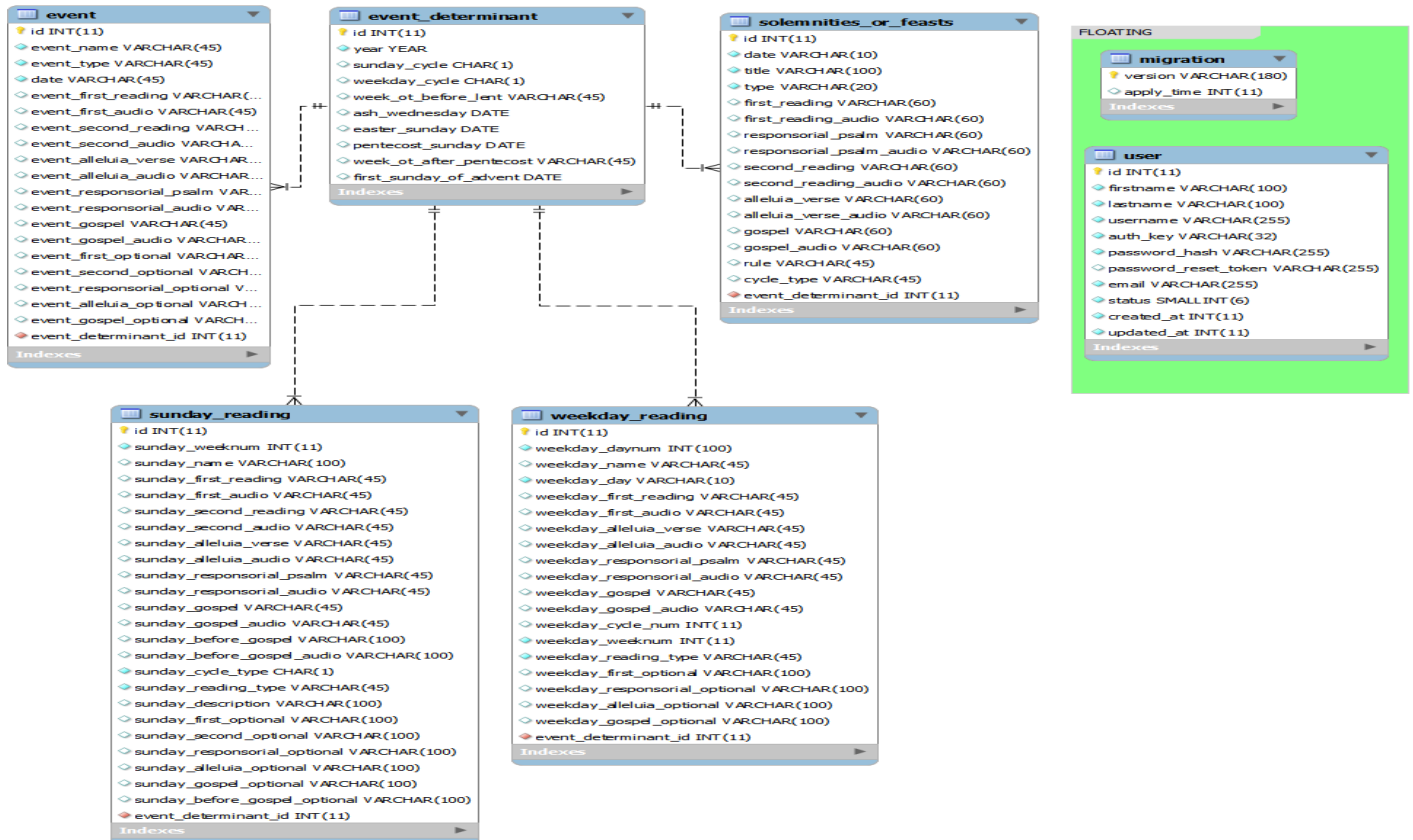 event
id INT(11)
event_name VARCHAR(45)
event_type VARCHAR(45)
date VARCHAR(45)
event_first_reading VARCHAR(...
event_first_audio VARCHAR(45)
event_second_reading VARCH...
event_second_audio VARCHA...
event_alleluia_verse VARCHAR...
event_alleluia_audio VARCHAR...
event_responsorial_psalm VAR...
event_responsorial_audio VAR...
event_gospel VARCHAR(45)
event_gospel_audio VARCHAR...
event_first_optional VARCHAR...
event_second_optional VARCH...
event_responsorial_optional V...
event_alleluia_optional VARCH...
event_gospel_optional VARCH...
event_determinant_id INT(11)
Indexes
event_determinant
id INT(11)
year YEAR
sunday_cycle CHAR(1)
weekday_cycle CHAR(1)
week_ot_before_lent VARCHAR(45)
ash_wednesday DATE
easter_sunday DATE
pentecost_sunday DATE
week_ot_after_pentecost VARCHAR(45)
first_sunday_of_advent DATE
Indexes
solemnities_or_feasts
id INT(11)
date VARCHAR(10)
title VARCHAR(100)
type VARCHAR(20)
first_reading VARCHAR(60)
first_reading_audio VARCHAR(60)
responsorial_psalm VARCHAR(60)
responsorial_psalm_audio VARCHAR(60)
second_reading VARCHAR(60)
second_reading_audio VARCHAR(60)
alleluia_verse VARCHAR(60)
alleluia_verse_audio VARCHAR(60)
gospel VARCHAR(60)
gospel_audio VARCHAR(60)
rule VARCHAR(45)
cycle_type VARCHAR(45)
event_determinant_id INT(11)
Indexes
FLOATING
migration
version VARCHAR(180)
apply_time INT(11)
Indexes
user
id INT(11)
firstname VARCHAR(100)
lastname VARCHAR(100)
username VARCHAR(255)
auth_key VARCHAR(32)
password_hash VARCHAR(255)
password_reset_token VARCHAR(255)
email VARCHAR(255)
status SMALLINT(6)
created_at INT(11)
updated_at INT(11)
Indexes
sunday_reading
id INT(11)
sunday_weeknum INT(11)
sunday_name VARCHAR(100)
sunday_first_reading VARCHAR(45)
sunday_first_audio VARCHAR(45)
sunday_second_reading VARCHAR(45)
sunday_second_audio VARCHAR(45)
sunday_alleluia_verse VARCHAR(45)
sunday_alleluia_audio VARCHAR(45)
sunday_responsorial_psalm VARCHAR(45)
sunday_responsorial_audio VARCHAR(45)
sunday_gospel VARCHAR(45)
sunday_gospel_audio VARCHAR(45)
sunday_before_gospel VARCHAR(100)
sunday_before_gospel_audio VARCHAR(100)
sunday_cycle_type CHAR(1)
sunday_reading_type VARCHAR(45)
sunday_description VARCHAR(100)
sunday_first_optional VARCHAR(100)
sunday_second_optional VARCHAR(100)
sunday_responsorial_optional VARCHAR(100)
sunday_alleluia_optional VARCHAR(100)
sunday_gospel_optional VARCHAR(100)
sunday_before_gospel_optional VARCHAR(100)
event_determinant_id INT(11)
Indexes
weekday_reading
id INT(11)
weekday_daynum INT(100)
weekday_name VARCHAR(45)
weekday_day VARCHAR(10)
weekday_first_reading VARCHAR(45)
weekday_first_audio VARCHAR(45)
weekday_alleluia_verse VARCHAR(45)
weekday_alleluia_audio VARCHAR(45)
weekday_responsorial_psalm VARCHAR(45)
weekday_responsorial_audio VARCHAR(45)
weekday_gospel VARCHAR(45)
weekday_gospel_audio VARCHAR(45)
weekday_cycle_num INT(11)
weekday_weeknum INT(11)
weekday_reading_type VARCHAR(45)
weekday_first_optional VARCHAR(100)
weekday_responsorial_optional VARCHAR(100)
weekday_alleluia_optional VARCHAR(100)
weekday_gospel_optional VARCHAR(100)
event_determinant_id INT(11)
Indexes